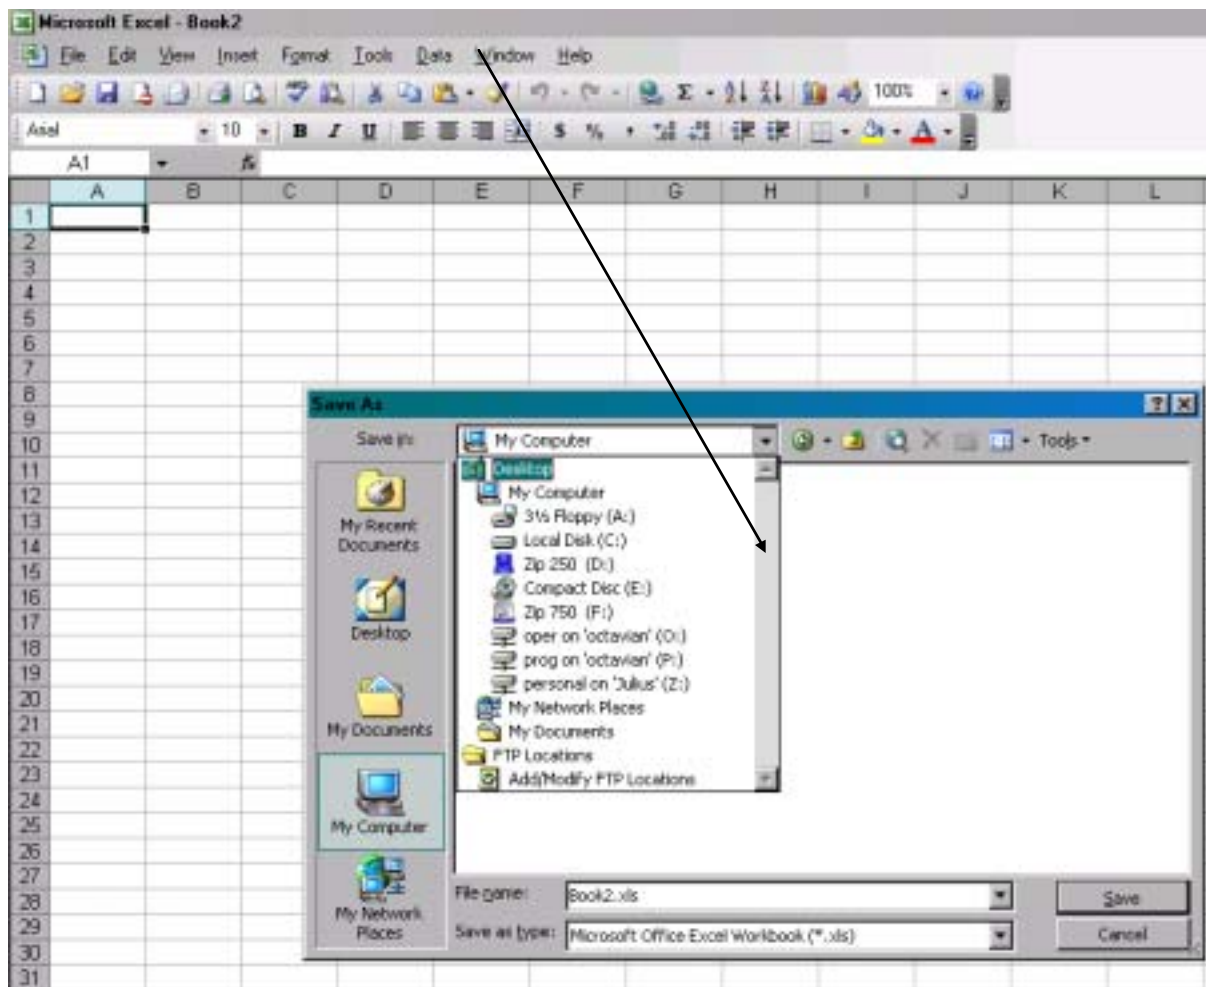 Microsoft Excel - Book2
File Edit View Insert Format Tools Data Window Help
100%
Arial 10 B I U $ % ,
A1 fx
A B C D E F G H I J K L
1
2
3
4
5
6
7
8
9
10
11
12
13
14
15
16
17
18
19
20
21
22
23
24
25
26
27
28
29
30
31
Save As
Save in: My Computer Tools
Desktop
My Computer
3½ Floppy (A:)
Local Disk (C:)
Zip 250 (D:)
Compact Disc (E:)
Zip 750 (F:)
oper on 'octavian' (O:)
prog on 'octavian' (P:)
personal on 'Julius' (Z:)
My Network Places
My Documents
FTP Locations
Add/Modify FTP Locations
My Recent
Documents
Desktop
My Documents
My Computer
My Network
Places
File name: Book2.xls Save
Save as type: Microsoft Office Excel Workbook (*.xls) Cancel